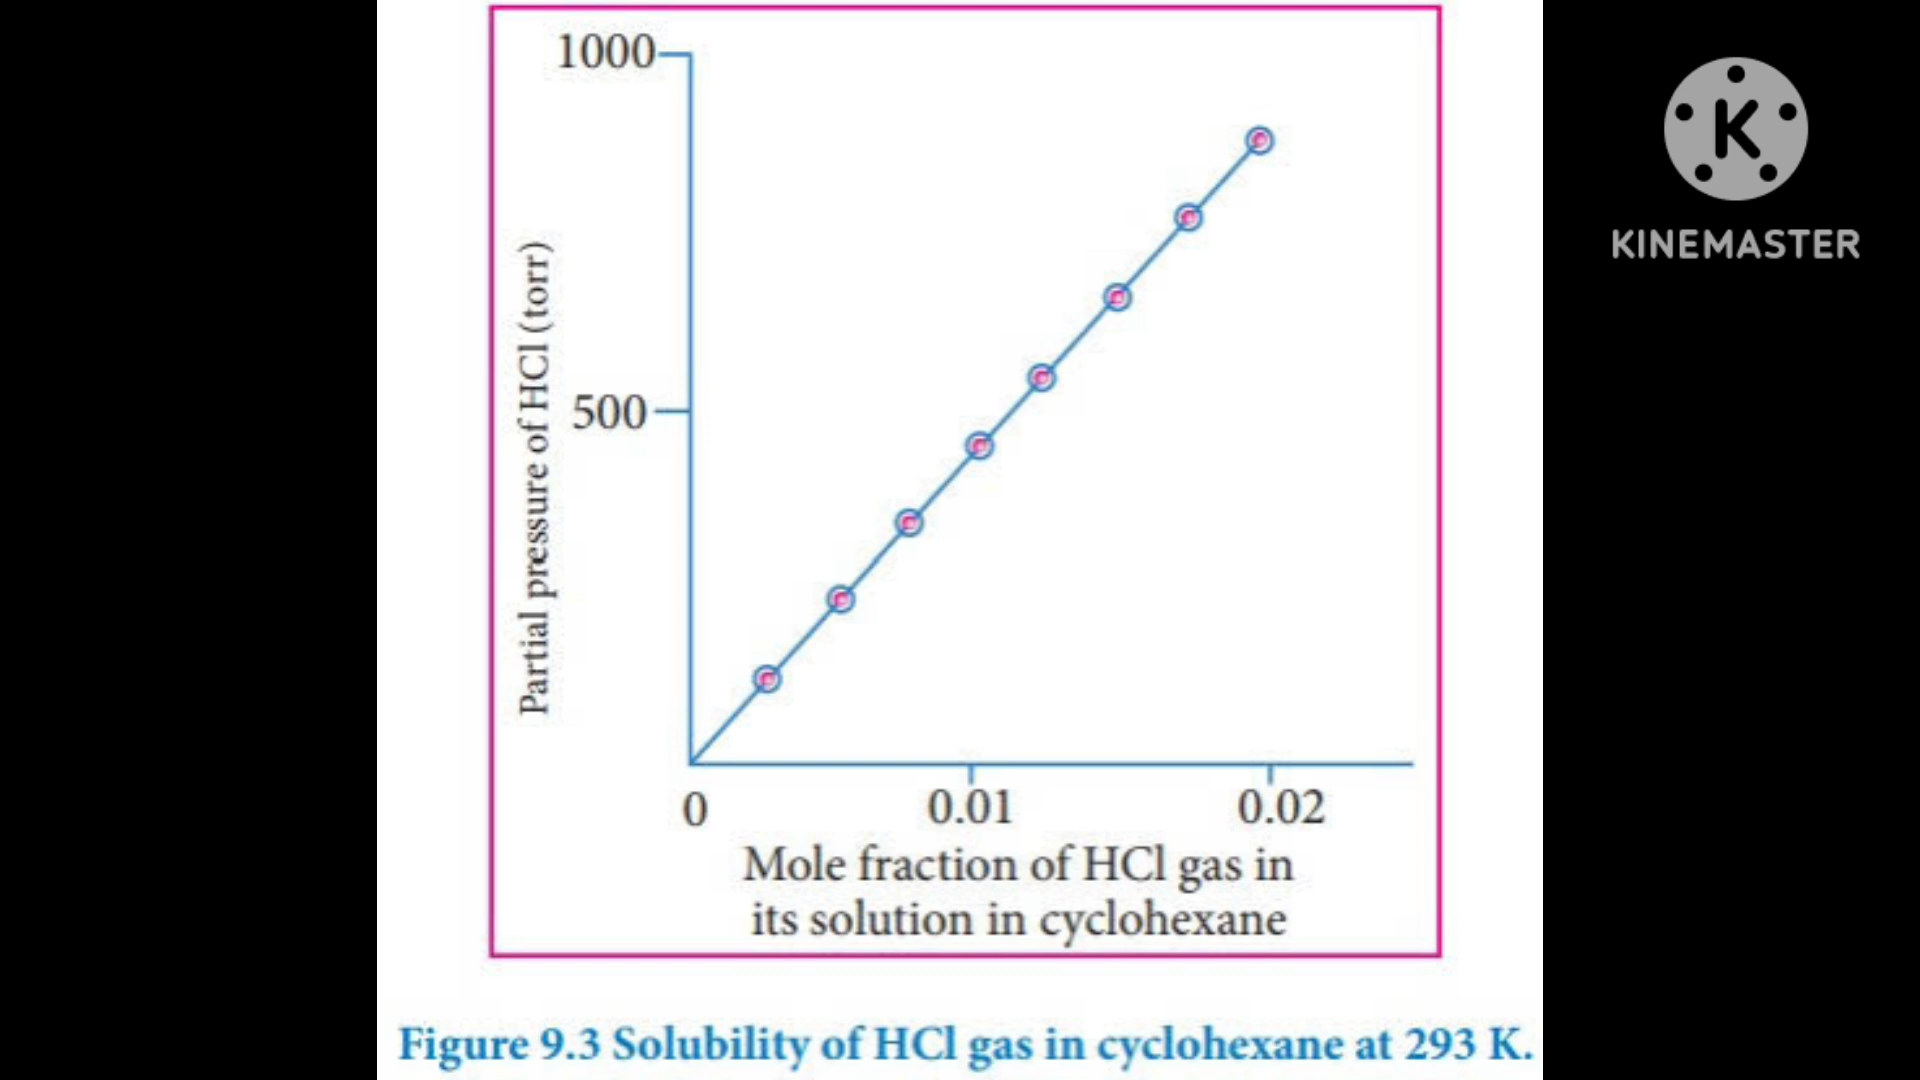 1000
500
Partial pressure of HCl (torr)
0 0.01 0.02
Mole fraction of HCl gas in
its solution in cyclohexane
Figure 9.3 Solubility of HCl gas in cyclohexane at 293 K.
K
KINEMASTER